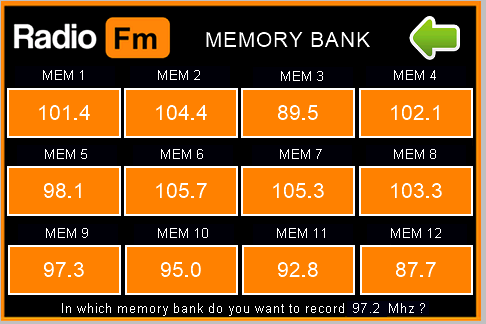 Radio Fm MEMORY BANK
MEM 1 MEM 2 MEM 3 MEM 4
101.4 104.4 89.5 102.1
MEM 5 MEM 6 MEM 7 MEM 8
98.1 105.7 105.3 103.3
MEM 9 MEM 10 MEM 11 MEM 12
97.3 95.0 92.8 87.7
In which memory bank do you want to record 97.2 Mhz ?